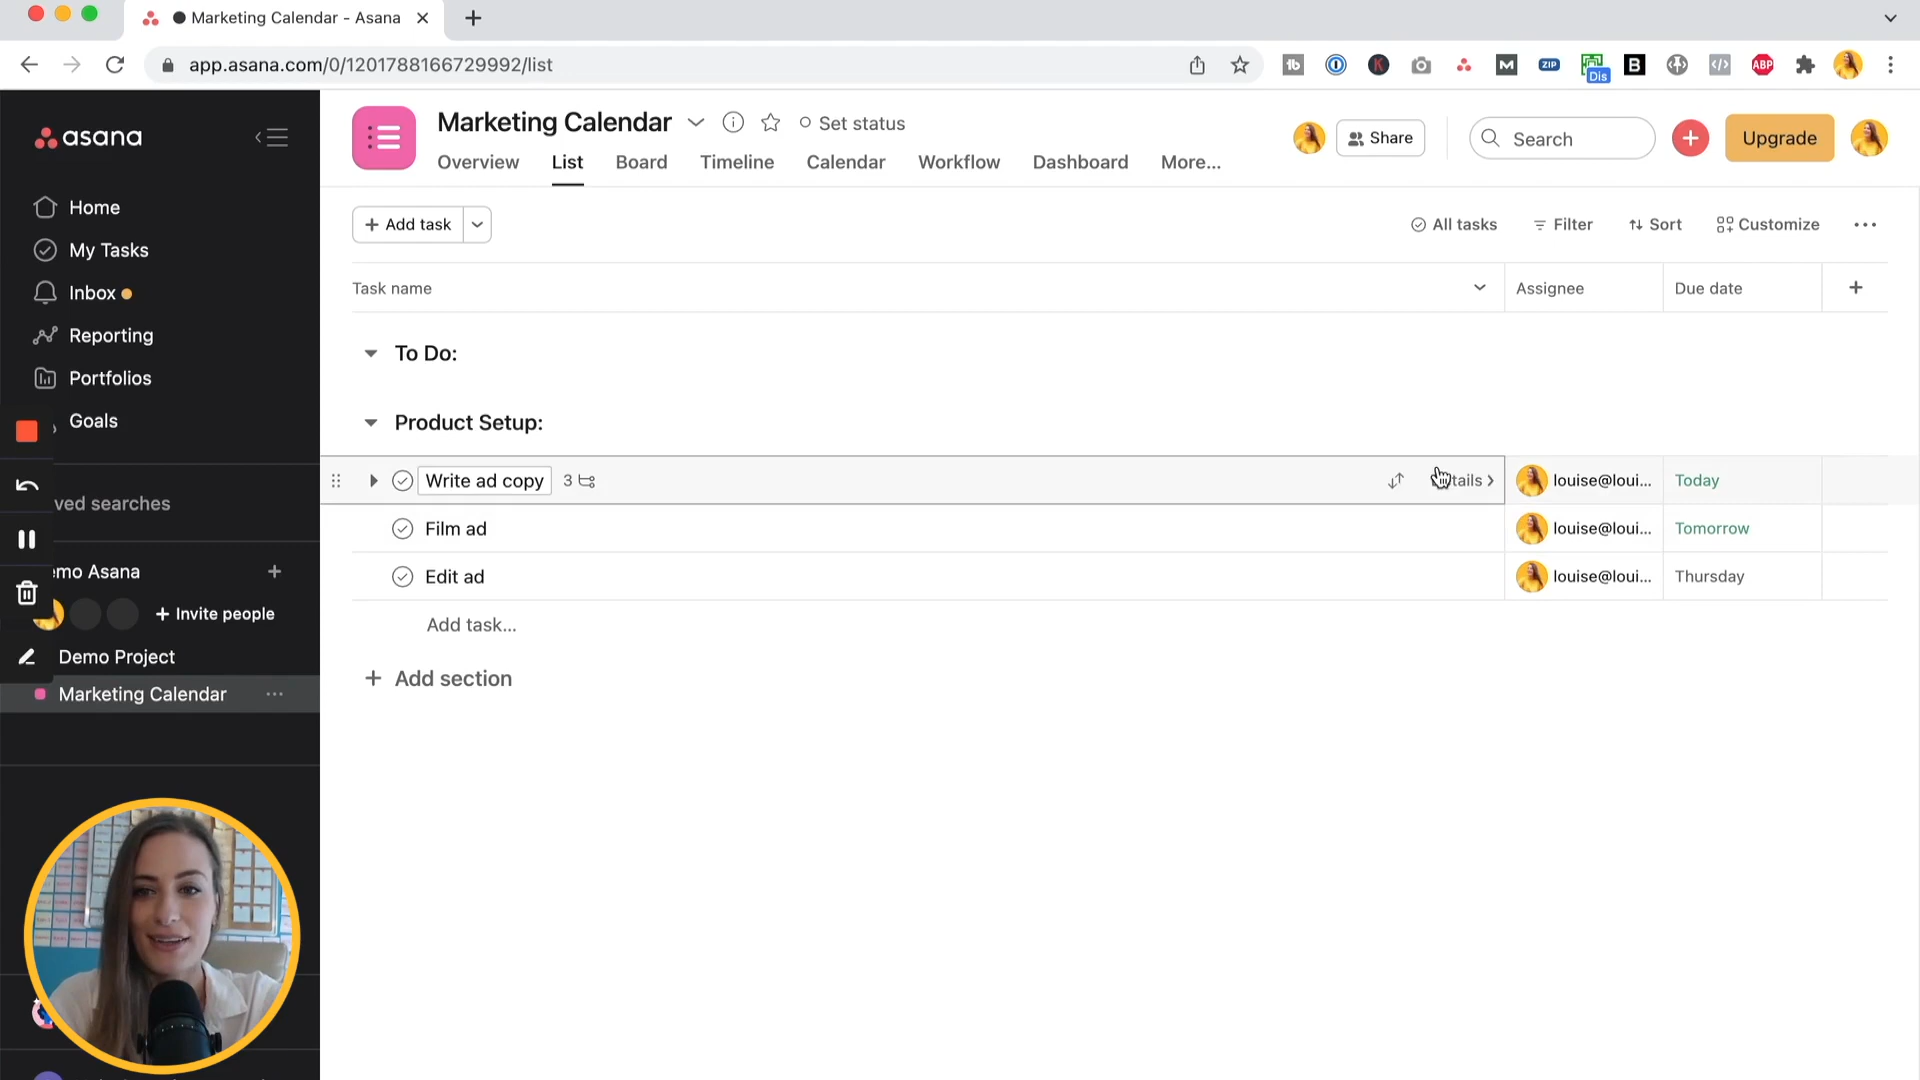 Marketing Calendar - Asana
app.asana.com/0/1201788166729992/list
Dis
ZIP
ABP
asana
Home
My Tasks
Inbox
Reporting
Portfolios
Goals
ved searches
emo Asana
+ Invite people
Demo Project
Marketing Calendar
Marketing Calendar
Set status
Share
Search
Upgrade
Overview
List
Board
Timeline
Calendar
Workflow
Dashboard
More...
+ Add task
All tasks
Filter
Sort
Customize
Task name
Assignee
Due date
To Do:
Product Setup:
Write ad copy
3
tails
louise@loui...
Today
Film ad
louise@loui...
Tomorrow
Edit ad
louise@loui...
Thursday
Add task...
+ Add section